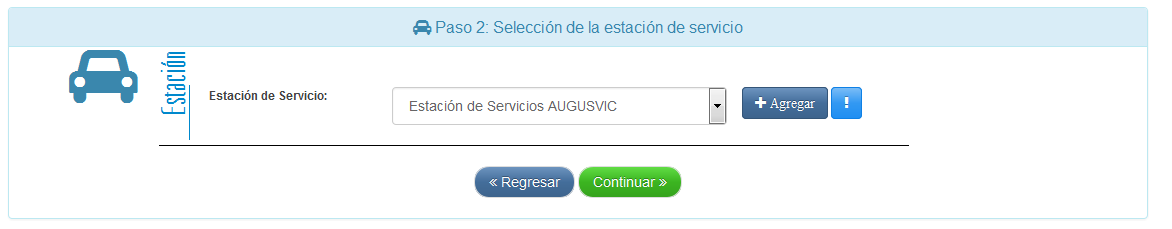 Paso 2: Selección de la estación de servicio
Estación
Estación de Servicio:
Estación de Servicios AUGUSVIC
+ Agregar
!
« Regresar
Continuar »